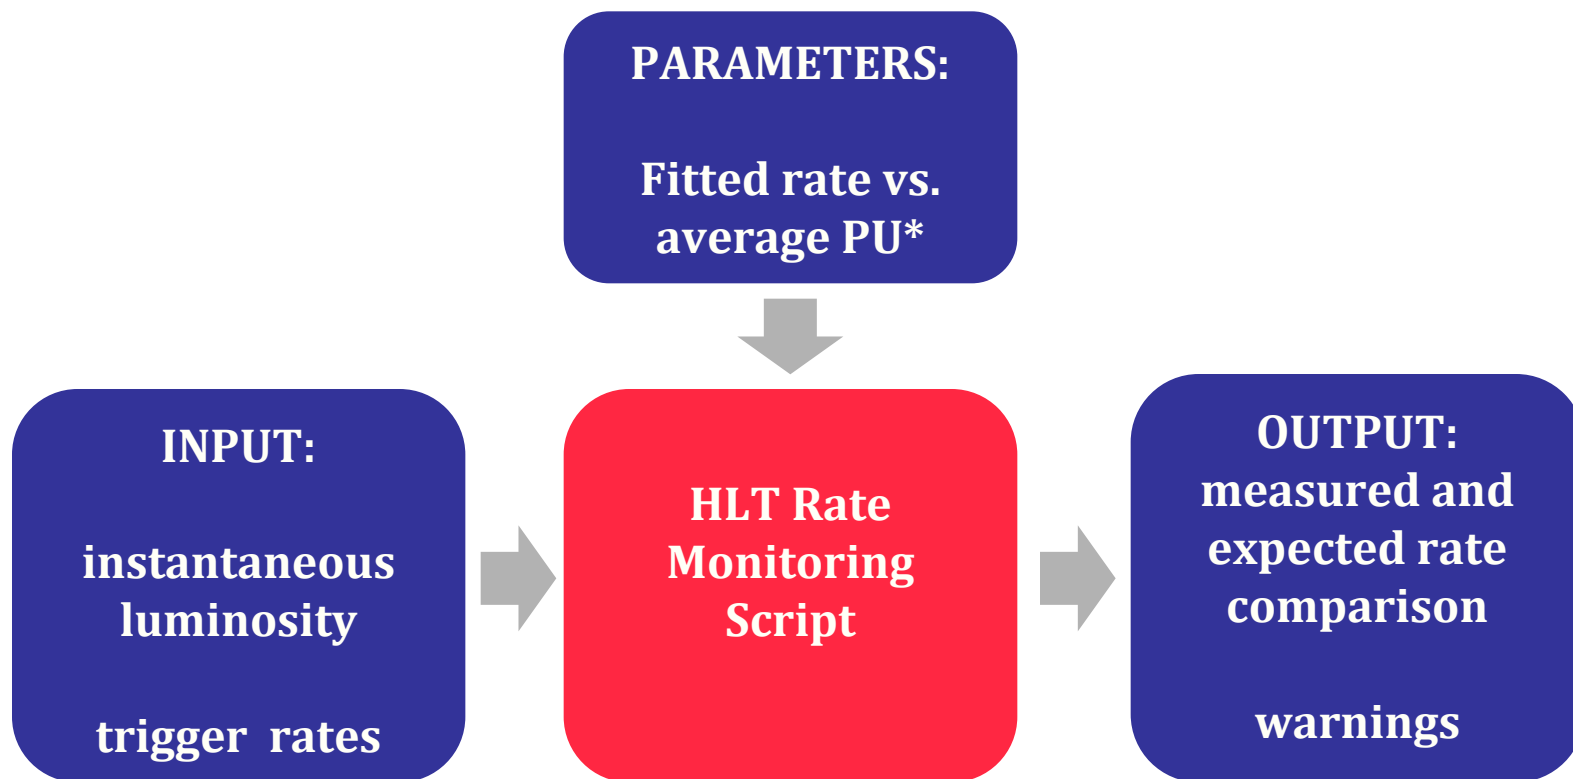 PARAMETERS:
Fitted rate vs.
average PU*
INPUT:
instantaneous
luminosity
trigger rates
HLT Rate
Monitoring
Script
OUTPUT:
measured and
expected rate
comparison
warnings